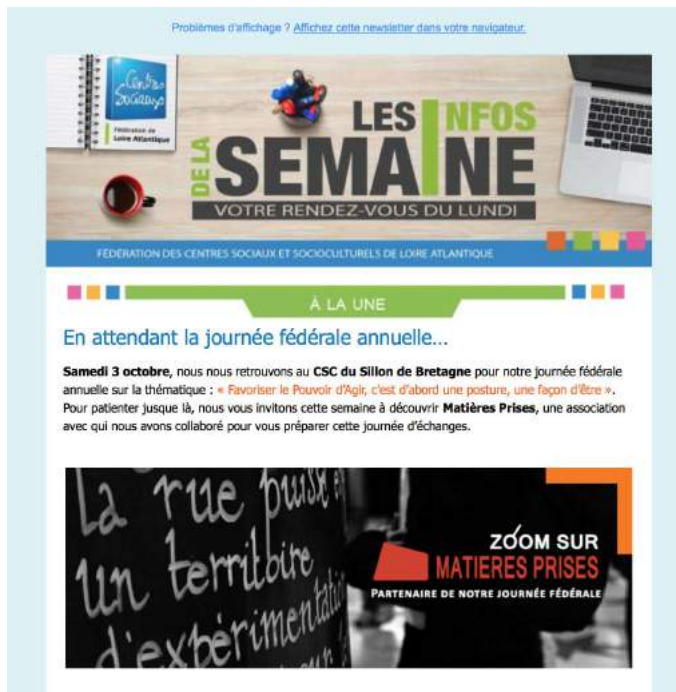 Problèmes d'affichage ? Affichez cette newsletter dans votre navigateur.
Centres
Sociaux
Fédération de
Loire Atlantique
LES INFOS
DE LA
SEMAINE
VOTRE RENDEZ-VOUS DU LUNDI
FÉDÉRATION DES CENTRES SOCIAUX ET SOCIOCULTURELS DE LOIRE ATLANTIQUE
À LA UNE
En attendant la journée fédérale annuelle...
Samedi 3 octobre, nous nous retrouvons au CSC du Sillon de Bretagne pour notre journée fédérale
annuelle sur la thématique : « Favoriser le Pouvoir d'Agir, c'est d'abord une posture, une façon d'être ».
Pour patienter jusque là, nous vous invitons cette semaine à découvrir Matières Prises, une association
avec qui nous avons collaboré pour vous préparer cette journée d'échanges.
La rue puisse
un territoire
d'expérimentation
ZOOM SUR
MATIERES PRISES
PARTENAIRE DE NOTRE JOURNÉE FÉDÉRALE